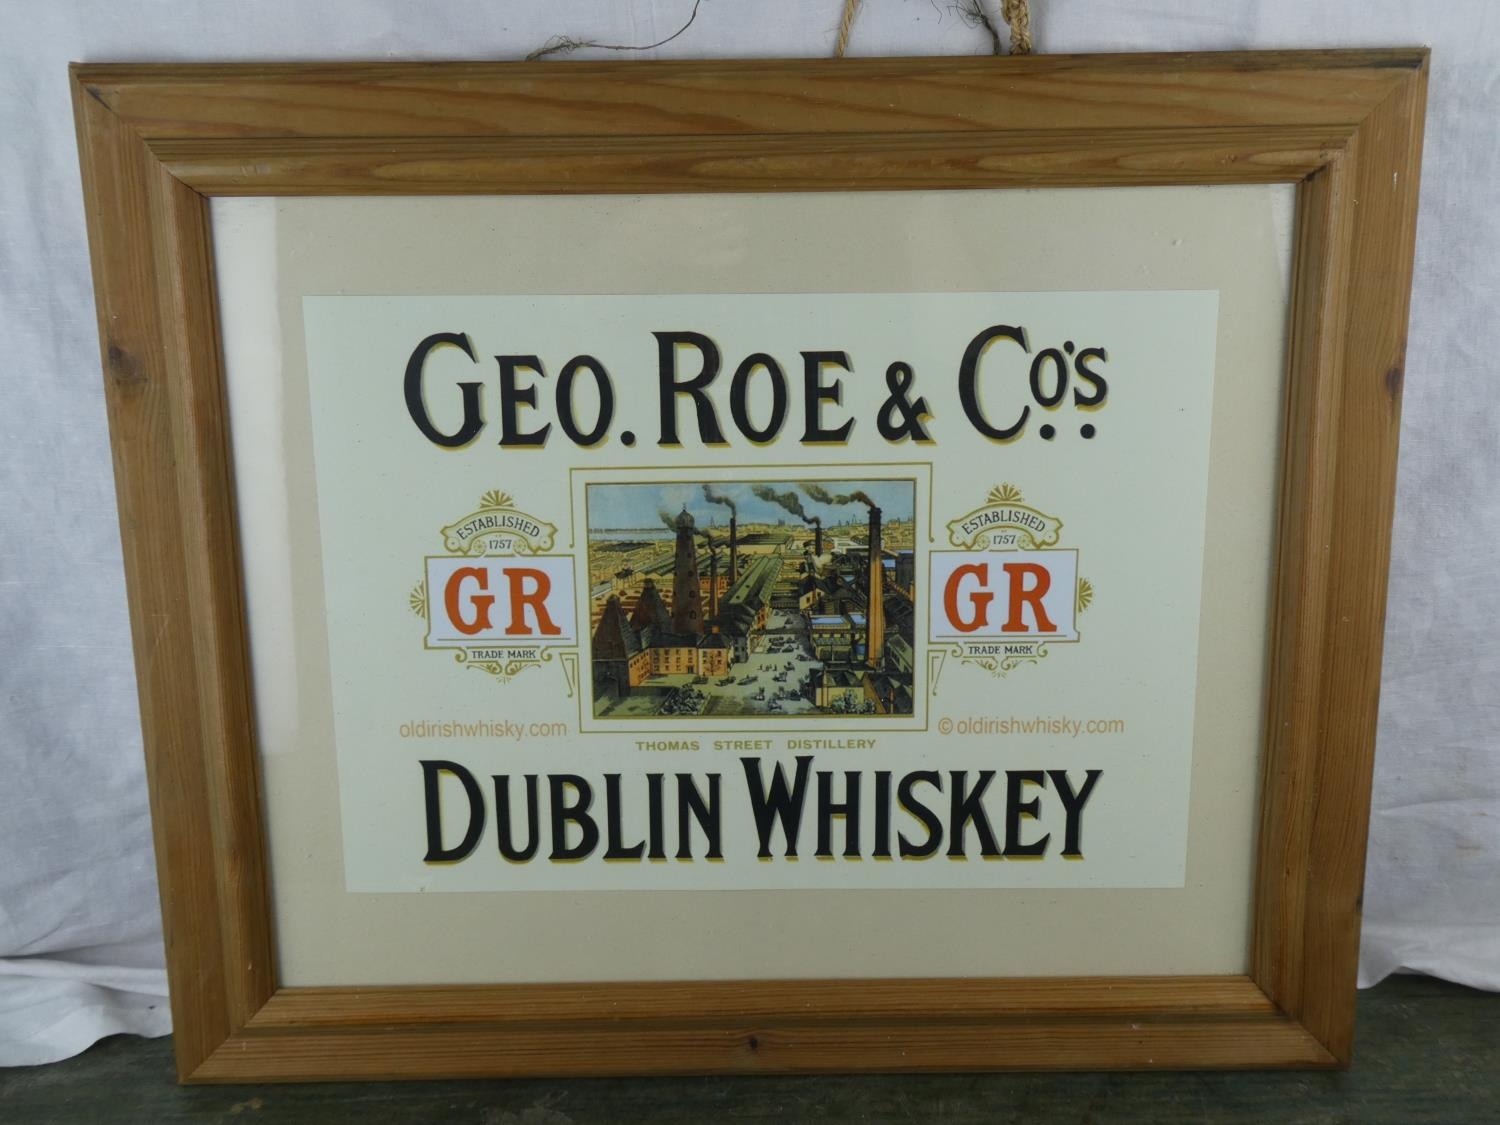 GEO. ROE & CO'S
ESTABLISHED
1757
GR
TRADE MARK
ESTABLISHED
1757
GR
TRADE MARK
oldirishwhisky.com
© oldirishwhisky.com
THOMAS STREET DISTILLERY
DUBLIN WHISKEY